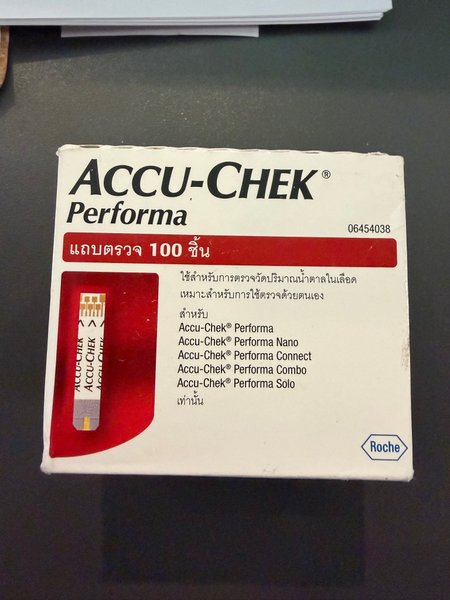 ACCU-CHEK®
Performa
06454038
แถบตรวจ 100 ชิ้น
ใช้สำหรับการตรวจวัดปริมาณน้ำตาลในเลือด
เหมาะสำหรับการใช้ตรวจด้วยตนเอง
สำหรับ
Accu-Chek® Performa
Accu-Chek® Performa Nano
Accu-Chek® Performa Connect
Accu-Chek® Performa Combo
Accu-Chek® Performa Solo
เท่านั้น
ACCU-CHEK
ACCU-CHEK
ACCU-CHEK
Roche